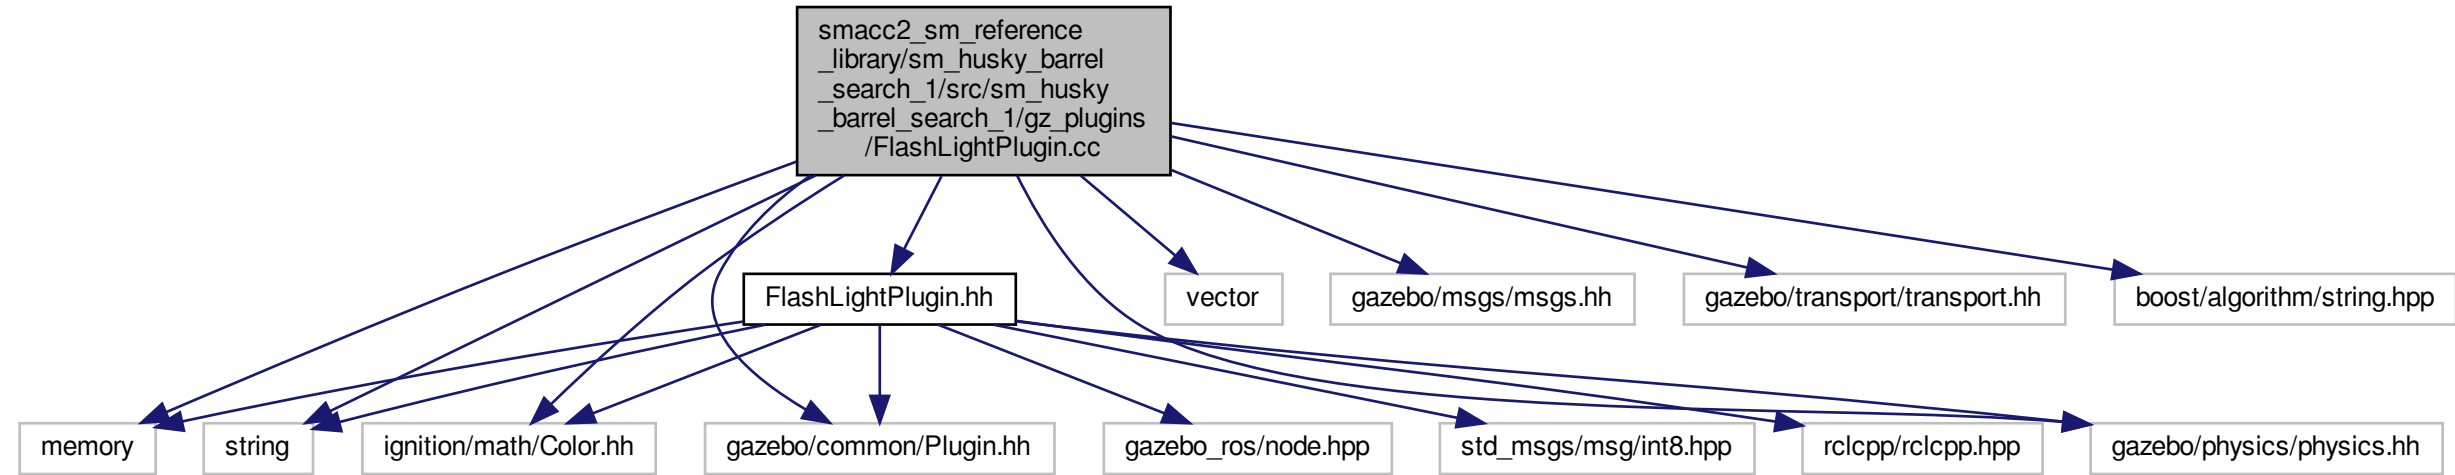 smacc2_sm_reference
_library/sm_husky_barrel
_search_1/src/sm_husky
_barrel_search_1/gz_plugins
/FlashLightPlugin.cc
FlashLightPlugin.hh
vector
gazebo/msgs/msgs.hh
gazebo/transport/transport.hh
boost/algorithm/string.hpp
memory
string
ignition/math/Color.hh
gazebo/common/Plugin.hh
gazebo_ros/node.hpp
std_msgs/msg/int8.hpp
rclcpp/rclcpp.hpp
gazebo/physics/physics.hh